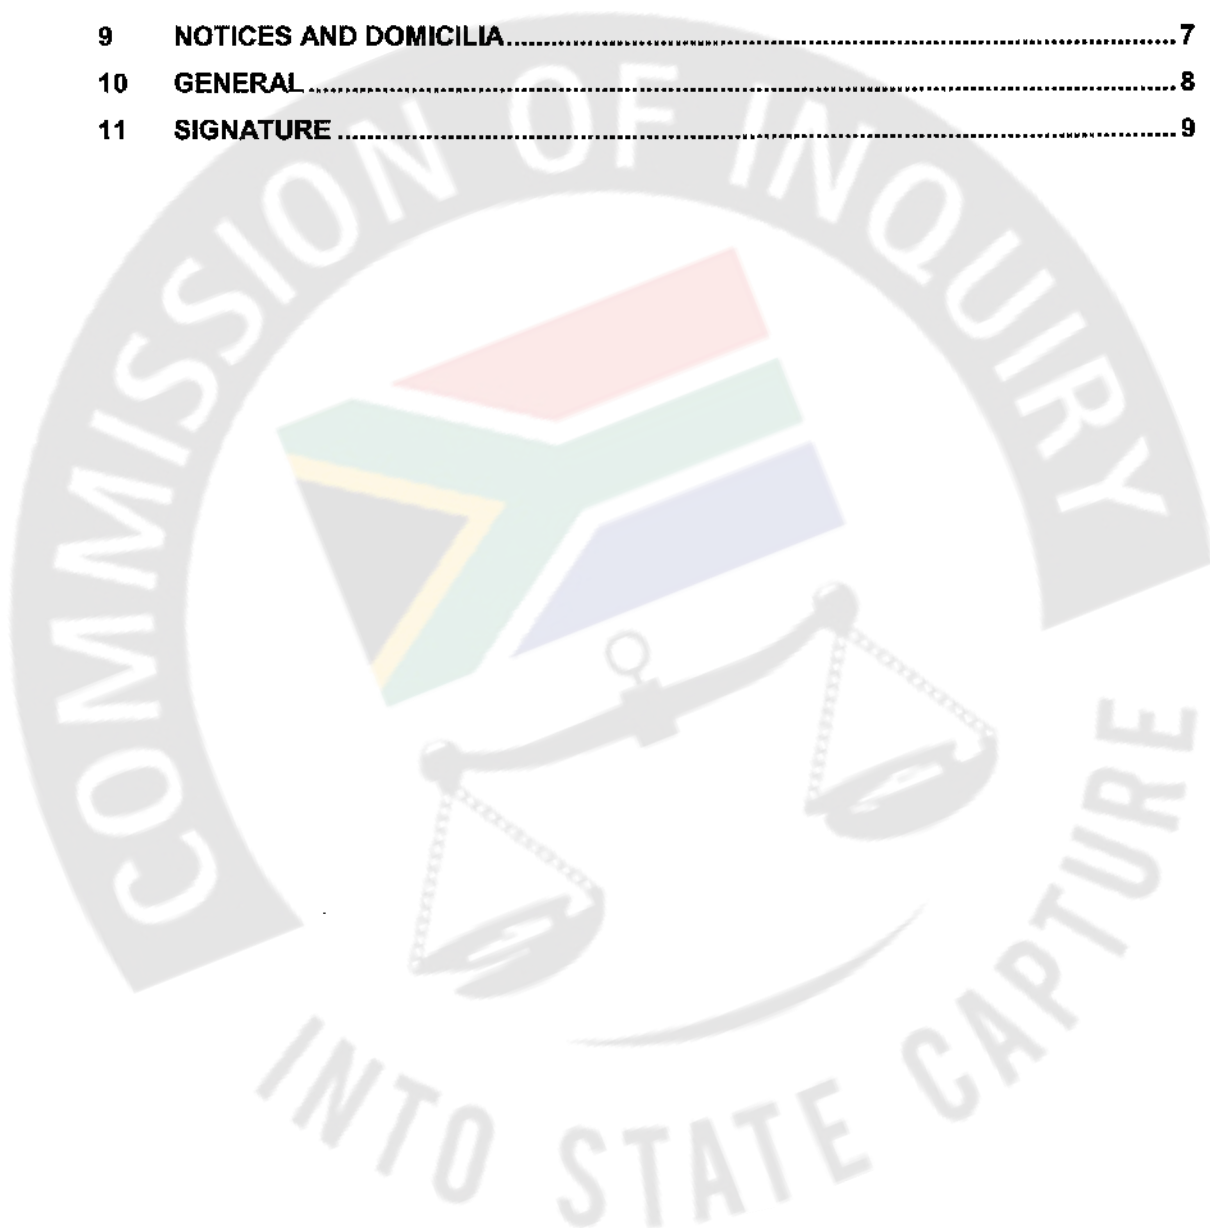 9 NOTICES AND DOMICILIA 7
10 GENERAL 8
11 SIGNATURE 9
COMMISSION OF INQUIRY
INTO STATE CAPTURE